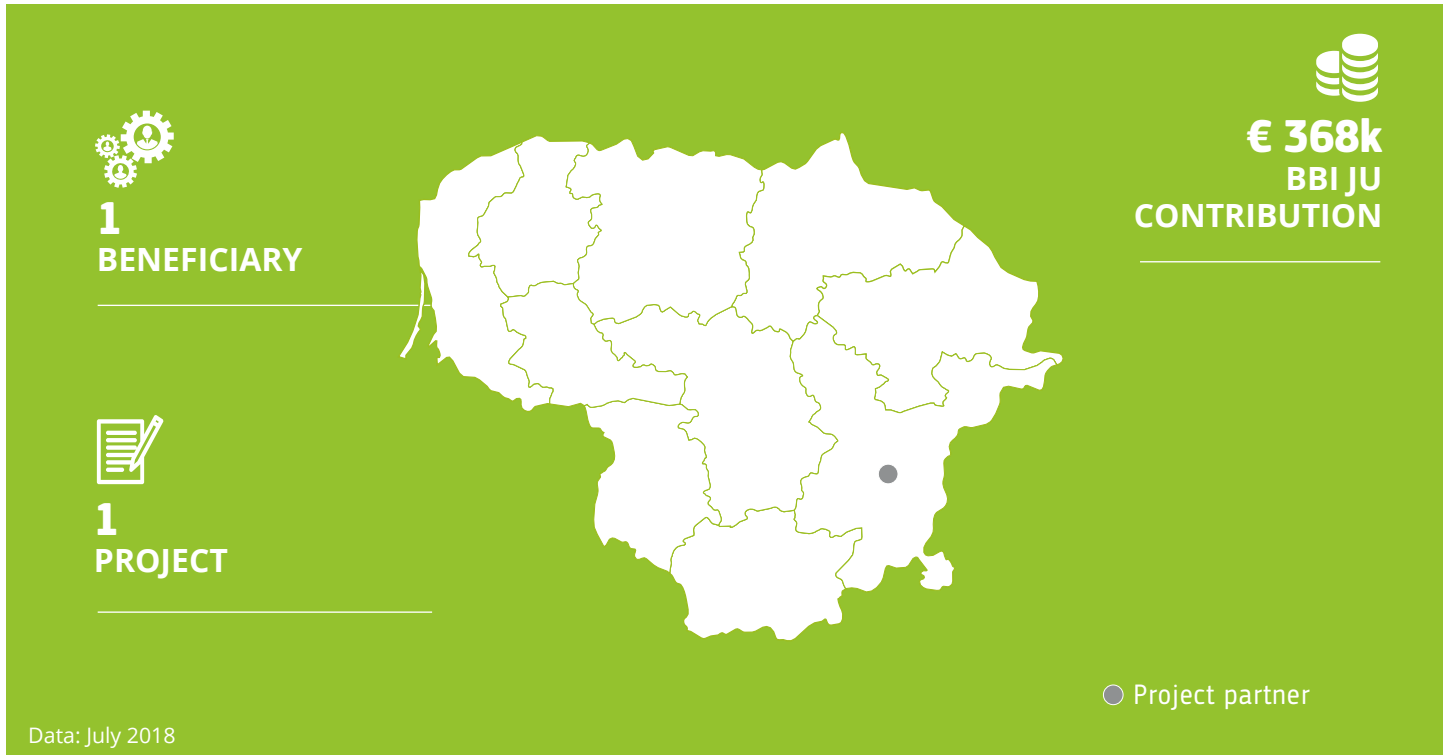 1
BENEFICIARY
€ 368k
BBI JU
CONTRIBUTION
1
PROJECT
Project partner
Data: July 2018